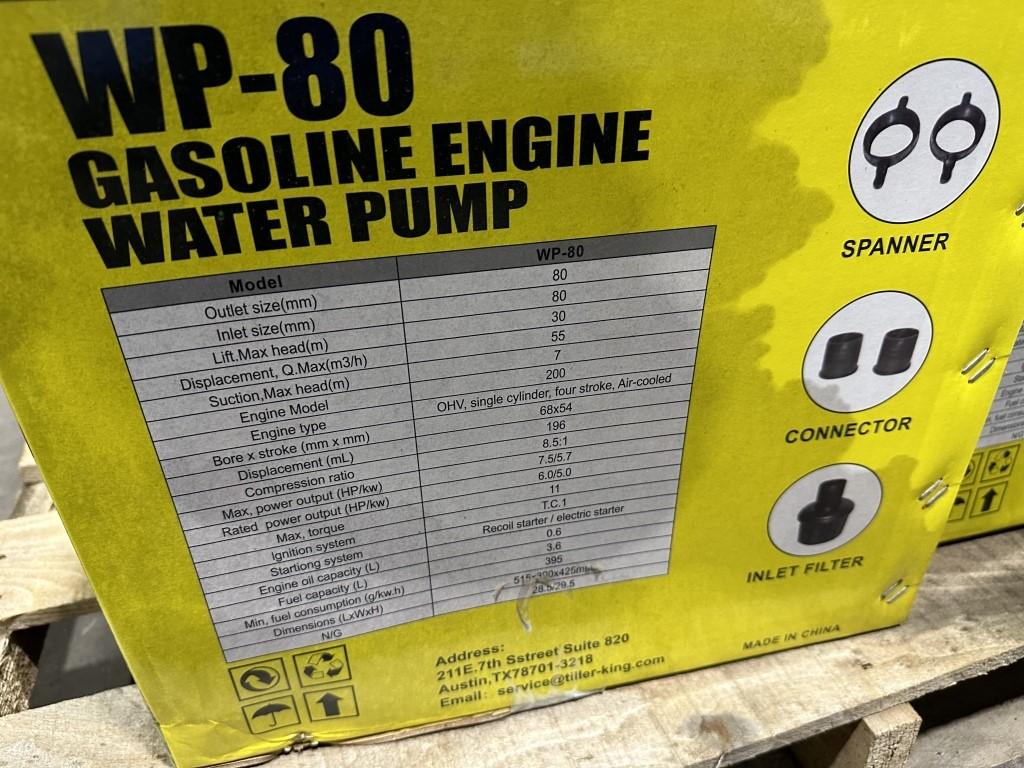 WP-80
GASOLINE ENGINE
WATER PUMP
Model WP-80
Outlet size(mm) 80
Inlet size(mm) 80
Lift.Max head(m) 30
Displacement, Q.Max(m3/h) 55
Suction,Max head(m) 7
Engine Model 200
Engine type OHV, single cylinder, four stroke, Air-cooled
Bore x stroke (mm x mm) 68x54
Displacement (mL) 196
Compression ratio 8.5:1
Max, power output (HP/kw) 7.5/5.7
Rated power output (HP/kw) 6.0/5.0
Max, torque 11
Ignition system T.C.1
Startiong system Recoil starter / electric starter
Engine oil capacity (L) 0.6
Fuel capacity (L) 3.6
Min, fuel consumption (g/kw.h) 395
Dimensions (LxWxH)
N/G 28.5/29.5
Address:
211E.7th Sstreet Suite 820
Austin,TX78701-3218
Email: service@tiller-king.com
SPANNER
CONNECTOR
INLET FILTER
MADE IN CHINA